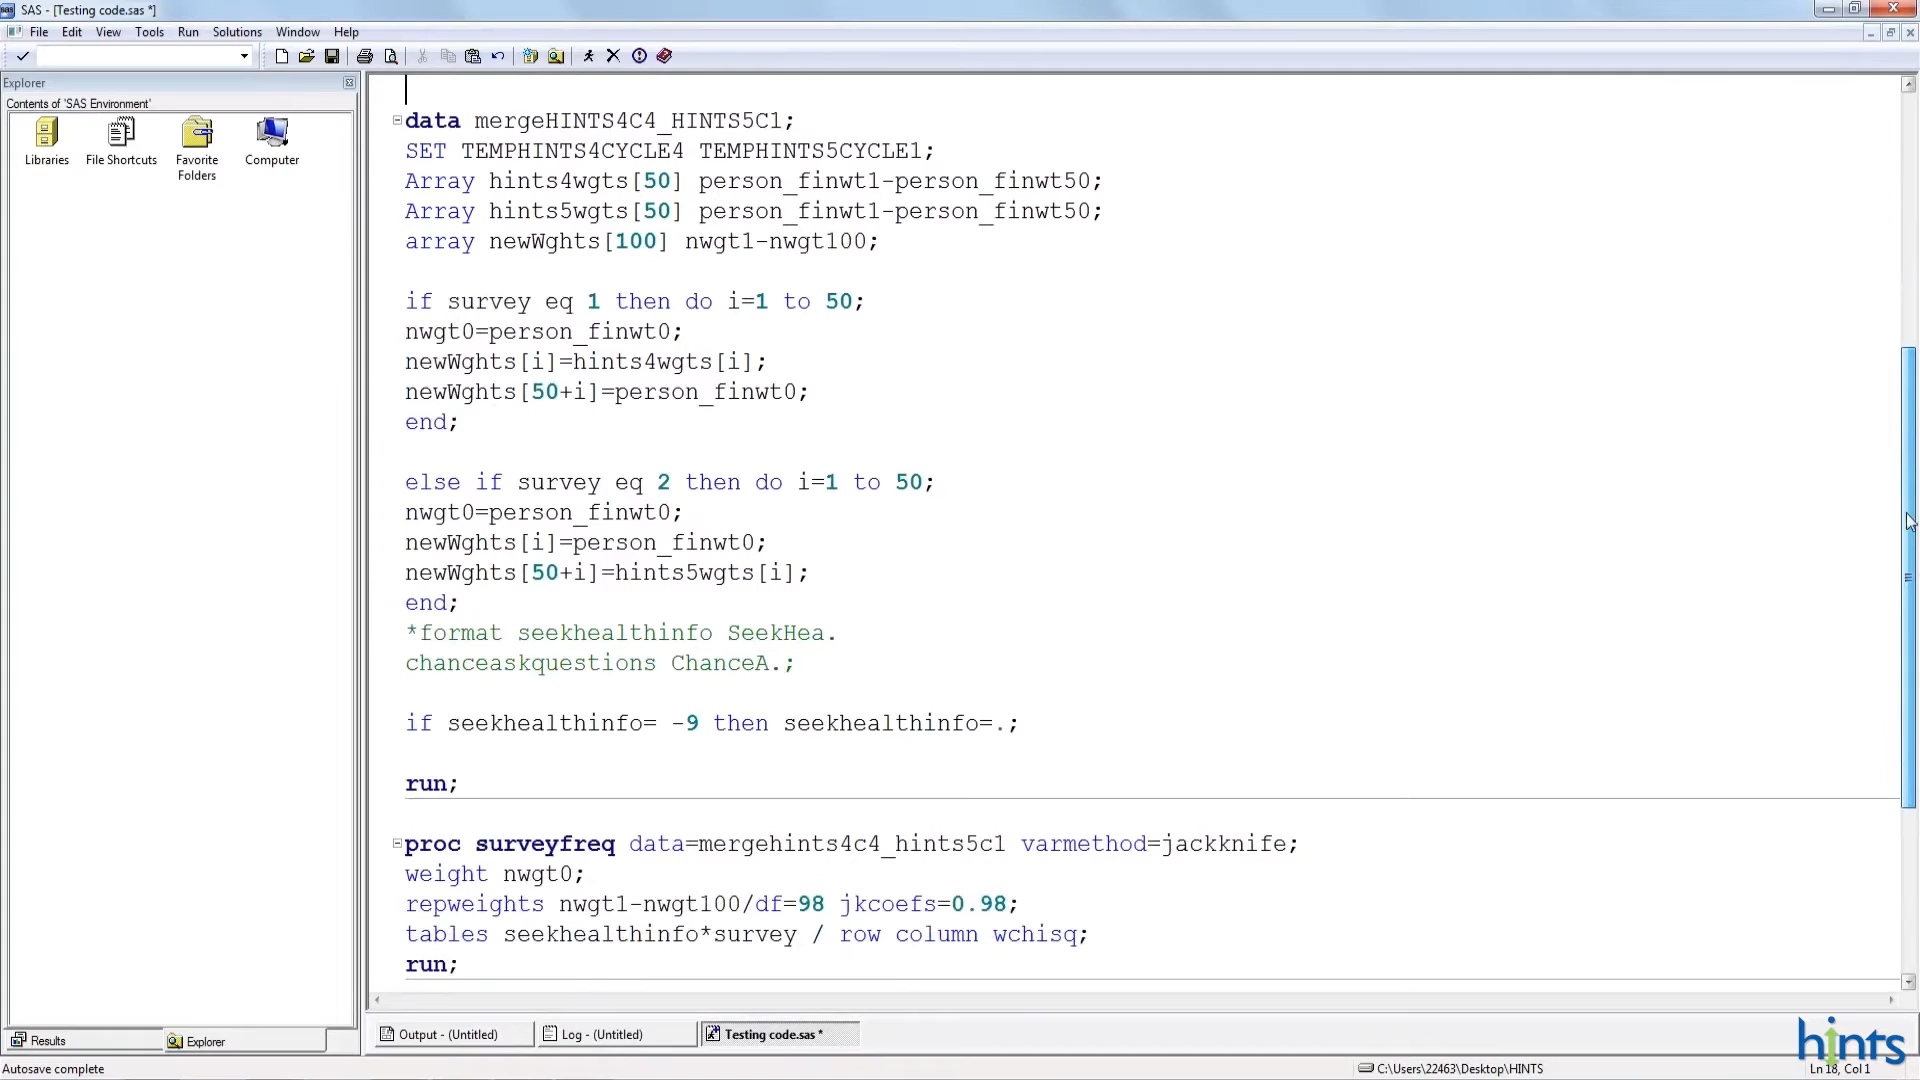 SAS - [Testing code.sas *]
File Edit View Tools Run Solutions Window Help
Explorer
Contents of 'SAS Environment'
Libraries
File Shortcuts
Favorite Folders
Computer
data mergeHINTS4C4_HINTS5C1;
SET TEMPHINTS4CYCLE4 TEMPHINTS5CYCLE1;
Array hints4wgts[50] person_finwt1-person_finwt50;
Array hints5wgts[50] person_finwt1-person_finwt50;
array newWghts[100] nwgt1-nwgt100;
if survey eq 1 then do i=1 to 50;
nwgt0=person_finwt0;
newWghts[i]=hints4wgts[i];
newWghts[50+i]=person_finwt0;
end;
else if survey eq 2 then do i=1 to 50;
nwgt0=person_finwt0;
newWghts[i]=person_finwt0;
newWghts[50+i]=hints5wgts[i];
end;
*format seekhealthinfo SeekHea.
chanceaskquestions ChanceA.;
if seekhealthinfo= -9 then seekhealthinfo=.;
run;
proc surveyfreq data=mergehints4c4_hints5c1 varmethod=jackknife;
weight nwgt0;
repweights nwgt1-nwgt100/df=98 jkcoefs=0.98;
tables seekhealthinfo*survey / row column wchisq;
run;
Results
Explorer
Output - (Untitled)
Log - (Untitled)
Testing code.sas *
hints
Autosave complete
C:\Users\22463\Desktop\HINTS
Ln 18, Col 1